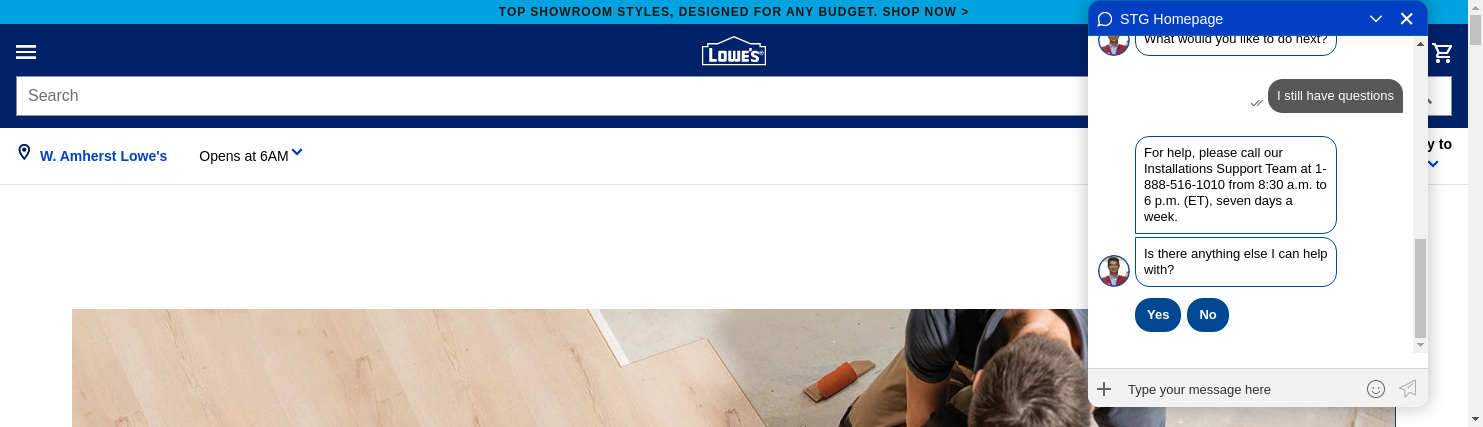 TOP SHOWROOM STYLES, DESIGNED FOR ANY BUDGET. SHOP NOW >
LOWE'S
Search
W. Amherst Lowe's
Opens at 6AM
y to
STG Homepage
What would you like to do next?
I still have questions
For help, please call our
Installations Support Team at 1-
888-516-1010 from 8:30 a.m. to
6 p.m. (ET), seven days a
week.
Is there anything else I can help
with?
Yes No
Type your message here